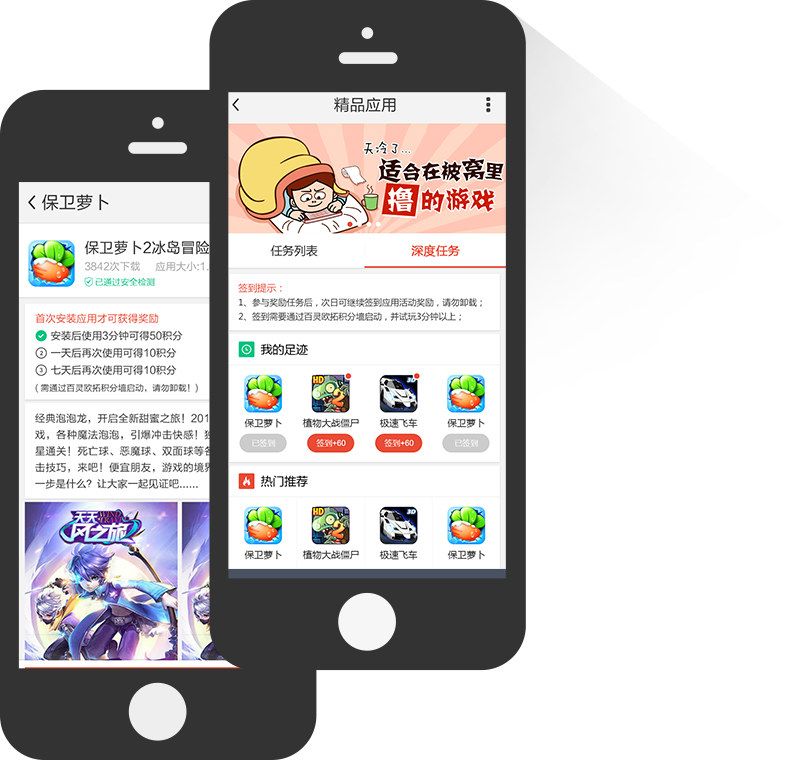 精品应用
天冷了...
适合在被窝里
撸的游戏
任务列表
深度任务
签到提示：
1、参与奖励任务后，次日可继续签到应用活动奖励，请勿卸载；
2、签到需要通过百灵欧拓积分墙启动，并试玩3分钟以上；
我的足迹
HD
3D
保卫萝卜
植物大战僵尸
极速飞车
保卫萝卜
已签到
签到+60
签到+60
已签到
热门推荐
HD
3D
保卫萝卜
植物大战僵尸
极速飞车
保卫萝卜
保卫萝卜
保卫萝卜2冰岛冒险
3842次下载 应用大小:1.
已通过安全检测
首次安装应用才可获得奖励
安装后使用3分钟可得50积分
2 一天后再次使用可得10积分
3 七天后再次使用可得10积分
( 需通过百灵欧拓积分墙启动，请勿卸载！)
经典泡泡龙，开启全新甜蜜之旅！201
戏，各种魔法泡泡，引爆冲击快感！
星通关！死亡球、恶魔球、双面球等
击技巧，来吧！便宜朋友，游戏的境界
一步是什么？让大家一起见证吧......
天天
风之旅